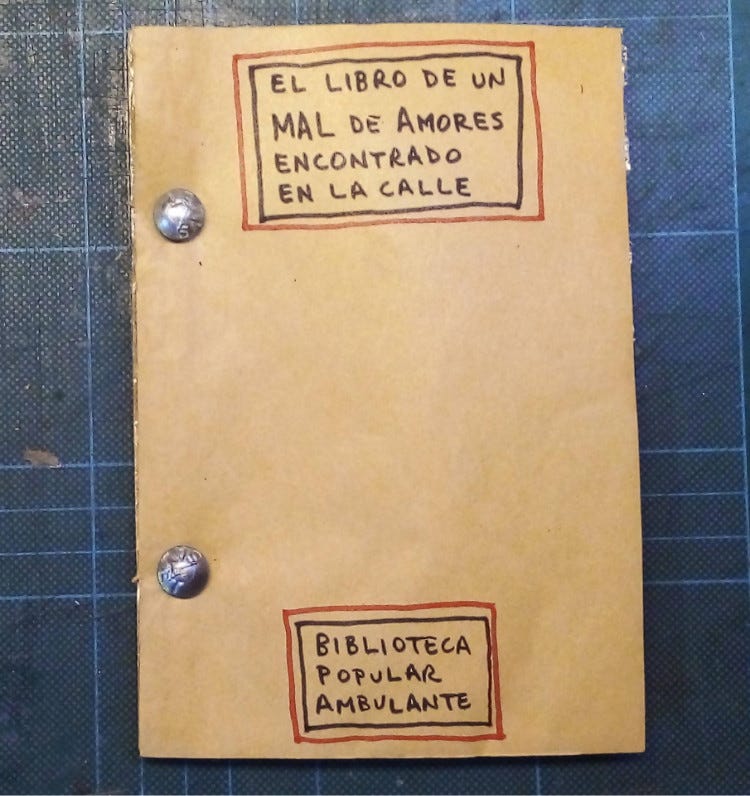 EL LIBRO DE UN
MAL DE AMORES
ENCONTRADO
EN LA CALLE
BIBLIOTECA
POPULAR
AMBULANTE